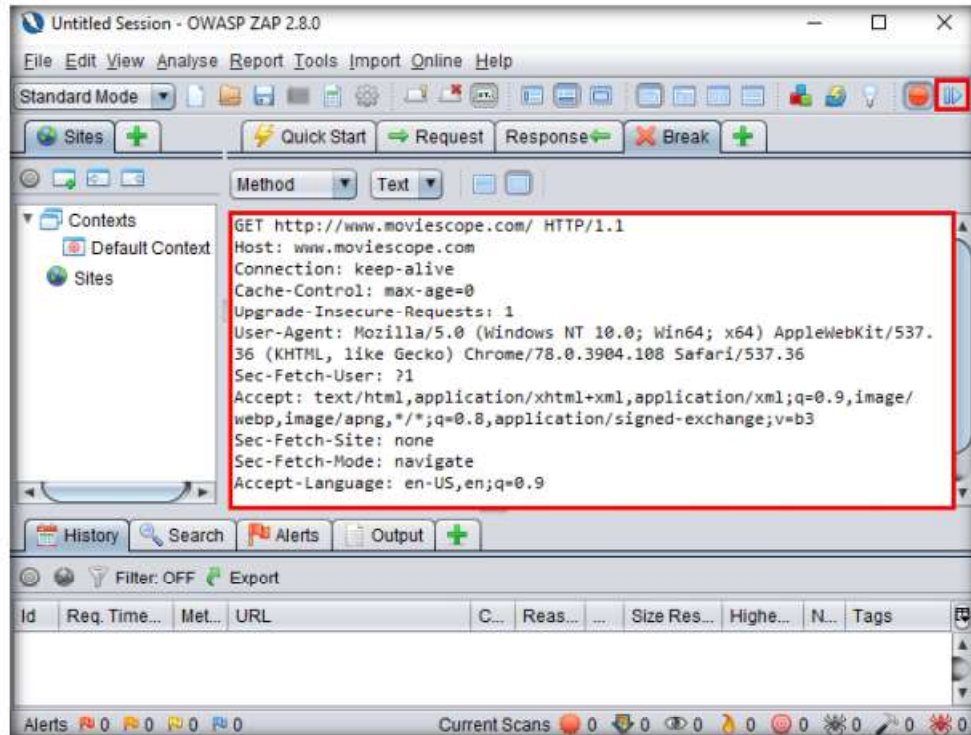 Untitled Session - OWASP ZAP 2.8.0
File Edit View Analyse Report Tools Import Online Help
Standard Mode
Sites
Quick Start
Request
Response
Break
Method
Text
Contexts
Default Context
Sites
GET http://www.moviescope.com/ HTTP/1.1
Host: www.moviescope.com
Connection: keep-alive
Cache-Control: max-age=0
Upgrade-Insecure-Requests: 1
User-Agent: Mozilla/5.0 (Windows NT 10.0; Win64; x64) AppleWebKit/537.
36 (KHTML, like Gecko) Chrome/78.0.3904.108 Safari/537.36
Sec-Fetch-User: ?1
Accept: text/html,application/xhtml+xml,application/xml;q=0.9,image/
webp,image/apng,*/*;q=0.8,application/signed-exchange;v=b3
Sec-Fetch-Site: none
Sec-Fetch-Mode: navigate
Accept-Language: en-US,en;q=0.9
History
Search
Alerts
Output
Filter: OFF
Export
Id Req. Time... Met... URL C... Reas... ... Size Res... Highe... N... Tags
Alerts 0 0 0 0 Current Scans 0 0 0 0 0 0 0 0